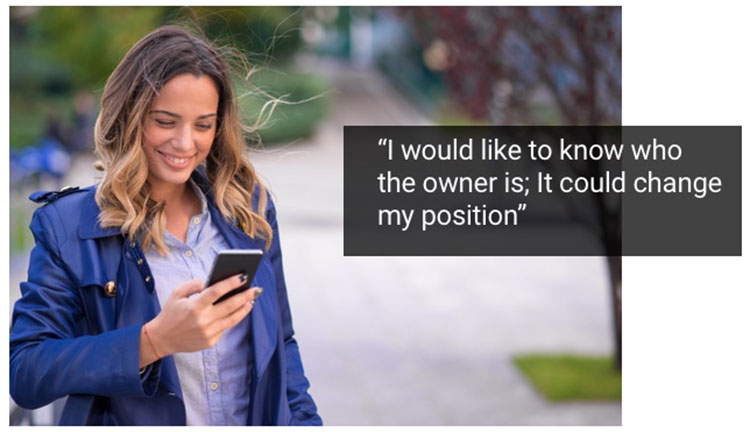 “I would like to know who
the owner is; It could change
my position”